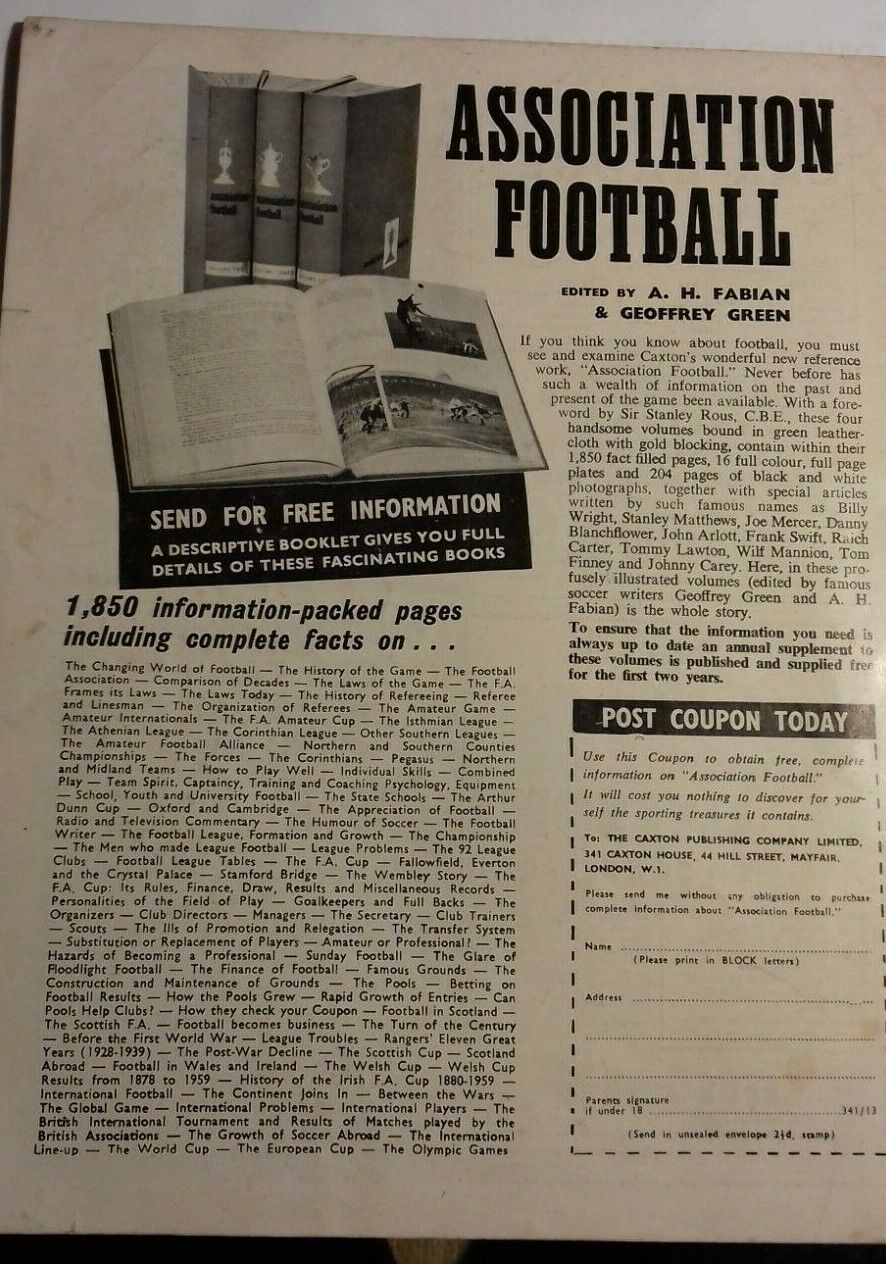 ASSOCIATION
FOOTBALL
EDITED BY A. H. FABIAN
& GEOFFREY GREEN
If you think you know about football, you must
see and examine Caxton's wonderful new reference
work, "Association Football." Never before has
such a wealth of information on the past and
present of the game been available. With a fore-
word by Sir Stanley Rous, C.B.E., these four
handsome volumes bound in green leather-
cloth with gold blocking, contain within their
1,850 fact filled pages, 16 full colour, full page
plates and 204 pages of black and white
photographs, together with special articles
written by such famous names as Billy
Wright, Stanley Matthews, Joe Mercer, Danny
Blanchflower, John Arlott, Frank Swift, Raich
Carter, Tommy Lawton, Wilf Mannion, Tom
Finney and Johnny Carey. Here, in these pro-
fusely illustrated volumes (edited by famous
soccer writers Geoffrey Green and A. H.
Fabian) is the whole story.
To ensure that the information you need is
always up to date an annual supplement to
these volumes is published and supplied free
for the first two years.
SEND FOR FREE INFORMATION
A DESCRIPTIVE BOOKLET GIVES YOU FULL
DETAILS OF THESE FASCINATING BOOKS
1,850 information-packed pages
including complete facts on . . .
The Changing World of Football — The History of the Game — The Football
Association — Comparison of Decades — The Laws of the Game — The F.A.
Frames its Laws — The Laws Today — The History of Refereeing — Referee
and Linesman — The Organization of Referees — The Amateur Game —
Amateur Internationals — The F.A. Amateur Cup — The Isthmian League —
The Athenian League — The Corinthian League — Other Southern Leagues —
The Amateur Football Alliance — Northern and Southern Counties
Championships — The Forces — The Corinthians — Pegasus — Northern
and Midland Teams — How to Play Well — Individual Skills — Combined
Play — Team Spirit, Captaincy, Training and Coaching Psychology, Equipment
— School, Youth and University Football — The State Schools — The Arthur
Dunn Cup — Oxford and Cambridge — The Appreciation of Football —
Radio and Television Commentary — The Humour of Soccer — The Football
Writer — The Football League, Formation and Growth — The Championship
— The Men who made League Football — League Problems — The 92 League
Clubs — Football League Tables — The F.A. Cup — Fallowfield, Everton
and the Crystal Palace — Stamford Bridge — The Wembley Story — The
F.A. Cup: Its Rules, Finance, Draw, Results and Miscellaneous Records —
Personalities of the Field of Play — Goalkeepers and Full Backs — The
Organizers — Club Directors — Managers — The Secretary — Club Trainers
— Scouts — The Ills of Promotion and Relegation — The Transfer System
— Substitution or Replacement of Players — Amateur or Professional? — The
Hazards of Becoming a Professional — Sunday Football — The Glare of
Floodlight Football — The Finance of Football — Famous Grounds — The
Construction and Maintenance of Grounds — The Pools — Betting on
Football Results — How the Pools Grew — Rapid Growth of Entries — Can
Pools Help Clubs? — How they check your Coupon — Football in Scotland —
The Scottish F.A. — Football becomes business — The Turn of the Century
— Before the First World War — League Troubles — Rangers' Eleven Great
Years (1928-1939) — The Post-War Decline — The Scottish Cup — Scotland
Abroad — Football in Wales and Ireland — The Welsh Cup — Welsh Cup
Results from 1878 to 1959 — History of the Irish F.A. Cup 1880-1959 —
International Football — The Continent Joins In — Between the Wars —
The Global Game — International Problems — International Players — The
British International Tournament and Results of Matches played by the
British Associations — The Growth of Soccer Abroad — The International
Line-up — The World Cup — The European Cup — The Olympic Games
POST COUPON TODAY
Use this Coupon to obtain free, complete
information on "Association Football."
It will cost you nothing to discover for your-
self the sporting treasures it contains.
To: THE CAXTON PUBLISHING COMPANY LIMITED,
341 CAXTON HOUSE, 44 HILL STREET, MAYFAIR,
LONDON, W.1.
Please send me without any obligation to purchase
complete information about "Association Football."
Name
(Please print in BLOCK letters)
Address
Parents signature
if under 18 341/13
(Send in unsealed envelope 2½d, stamp)